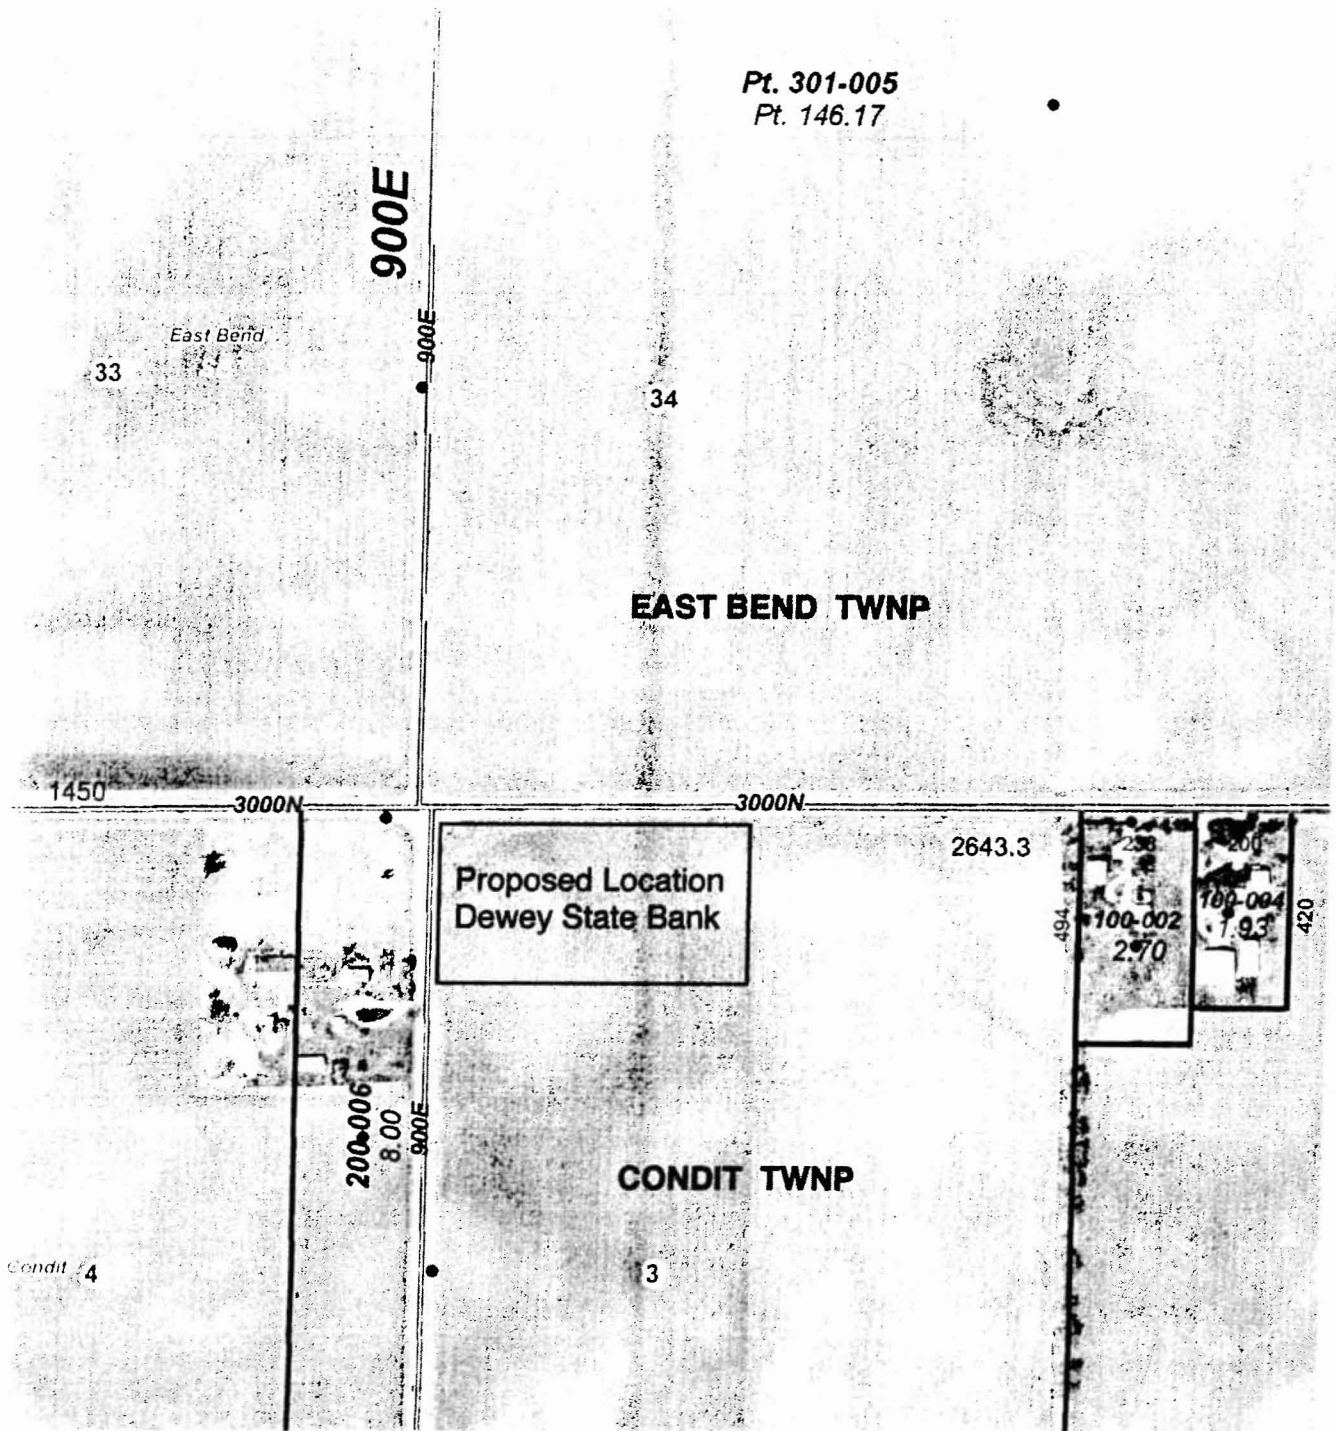 Pt. 301-005
Pt. 146.17
900E
900E
East Bend
33
34
EAST BEND TWNP
1450
3000N
3000N
2643.3
200
Proposed Location
Dewey State Bank
494
100-002
2.70
100-004
1.93
420
200-006
8.00
900E
CONDIT TWNP
Condit
4
3